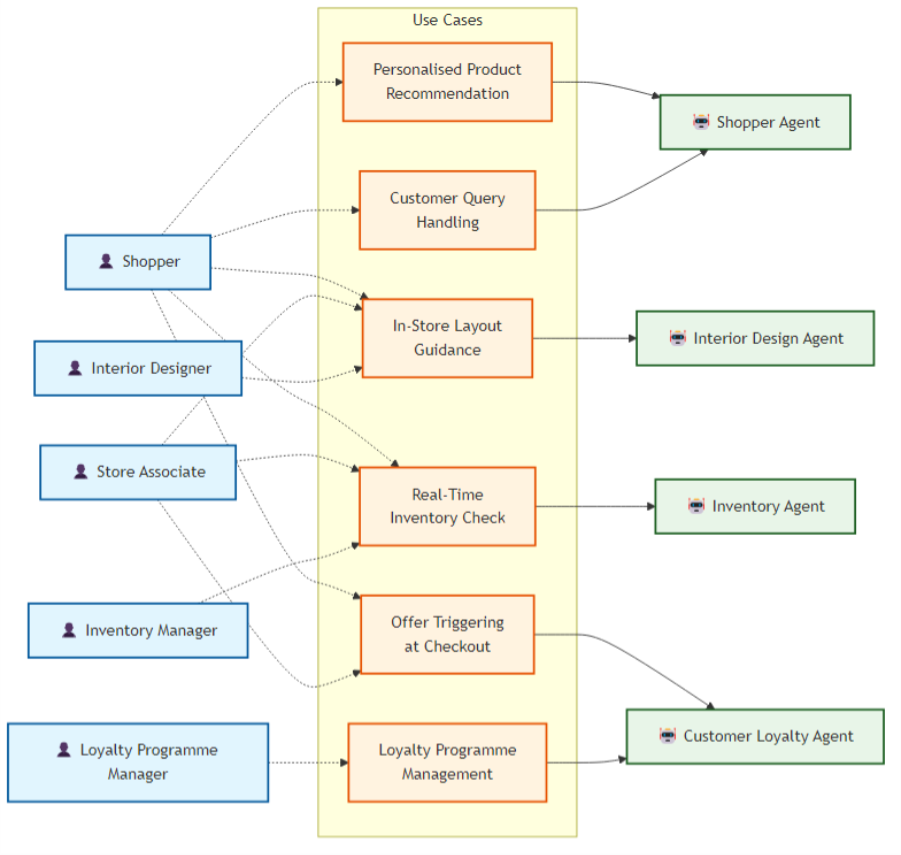 Use Cases
Personalised Product
Recommendation
Shopper Agent
Customer Query
Handling
Shopper
In-Store Layout
Guidance
Interior Design Agent
Interior Designer
Store Associate
Real-Time
Inventory Check
Inventory Agent
Inventory Manager
Offer Triggering
at Checkout
Loyalty Programme
Manager
Loyalty Programme
Management
Customer Loyalty Agent